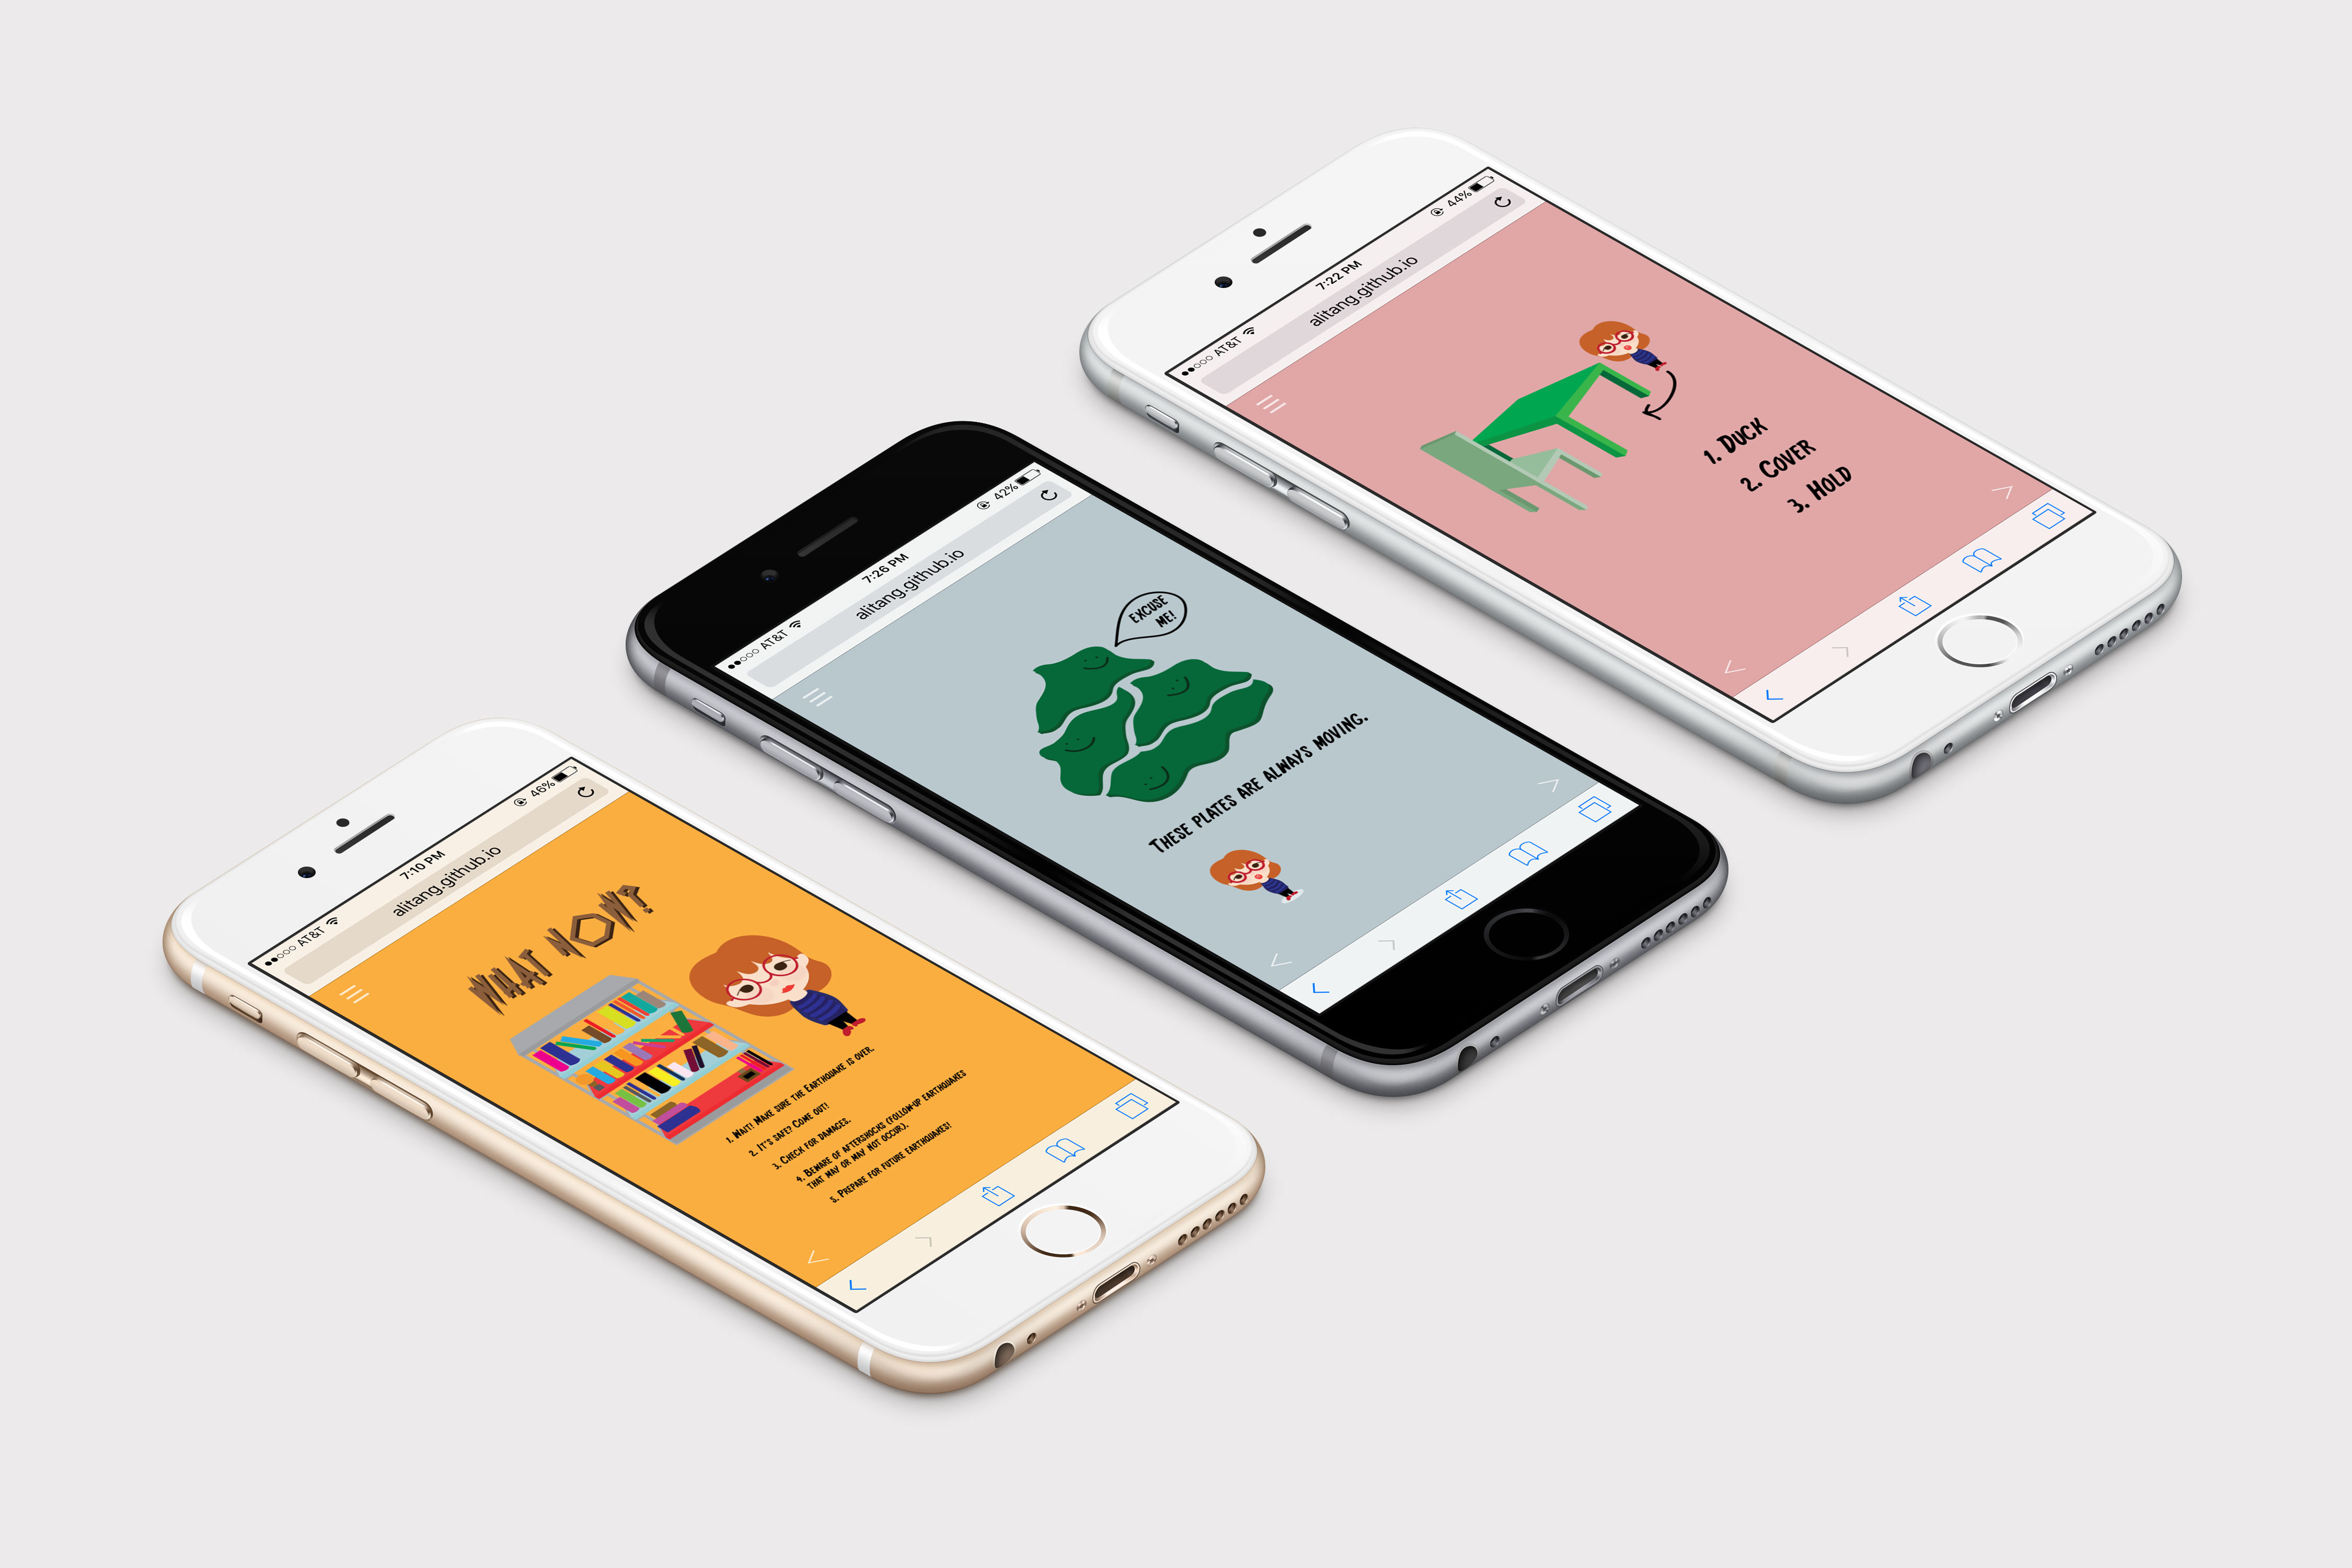 AT&T 7:10 PM 46%
alitang.github.io
WHAT NOW?
1. WAIT! MAKE SURE THE EARTHQUAKE IS OVER.
2. IT'S SAFE? COME OUT!
3. CHECK FOR DAMAGES.
4. BEWARE OF AFTERSHOCKS (FOLLOW-UP EARTHQUAKES
THAT MAY OR MAY NOT OCCUR).
5. PREPARE FOR FUTURE EARTHQUAKES!
AT&T 7:26 PM 42%
alitang.github.io
EXCUSE
ME!
THESE PLATES ARE ALWAYS MOVING.
AT&T 7:22 PM 44%
alitang.github.io
1. DUCK
2. COVER
3. HOLD